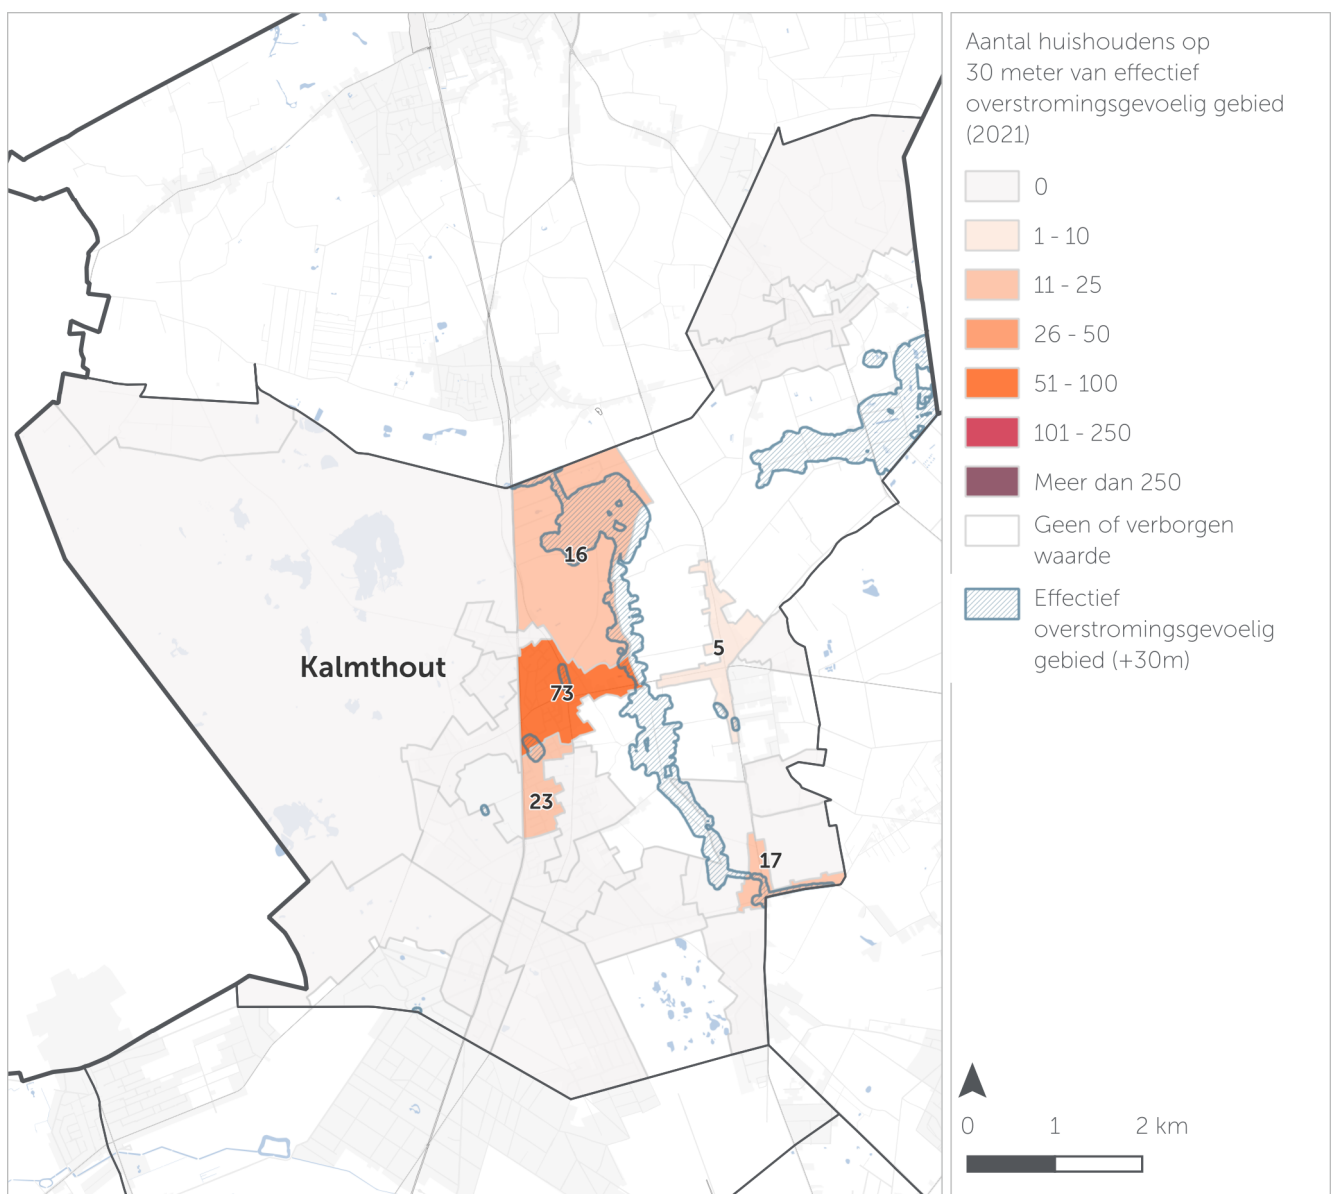 Aantal huishoudens op
30 meter van effectief
overstromingsgevoelig gebied
(2021)
0
1 - 10
11 - 25
26 - 50
51 - 100
101 - 250
Meer dan 250
Geen of verborgen
waarde
Effectief
overstromingsgevoelig
gebied (+30m)
16
5
Kalmthout
73
23
17
0 1 2 km